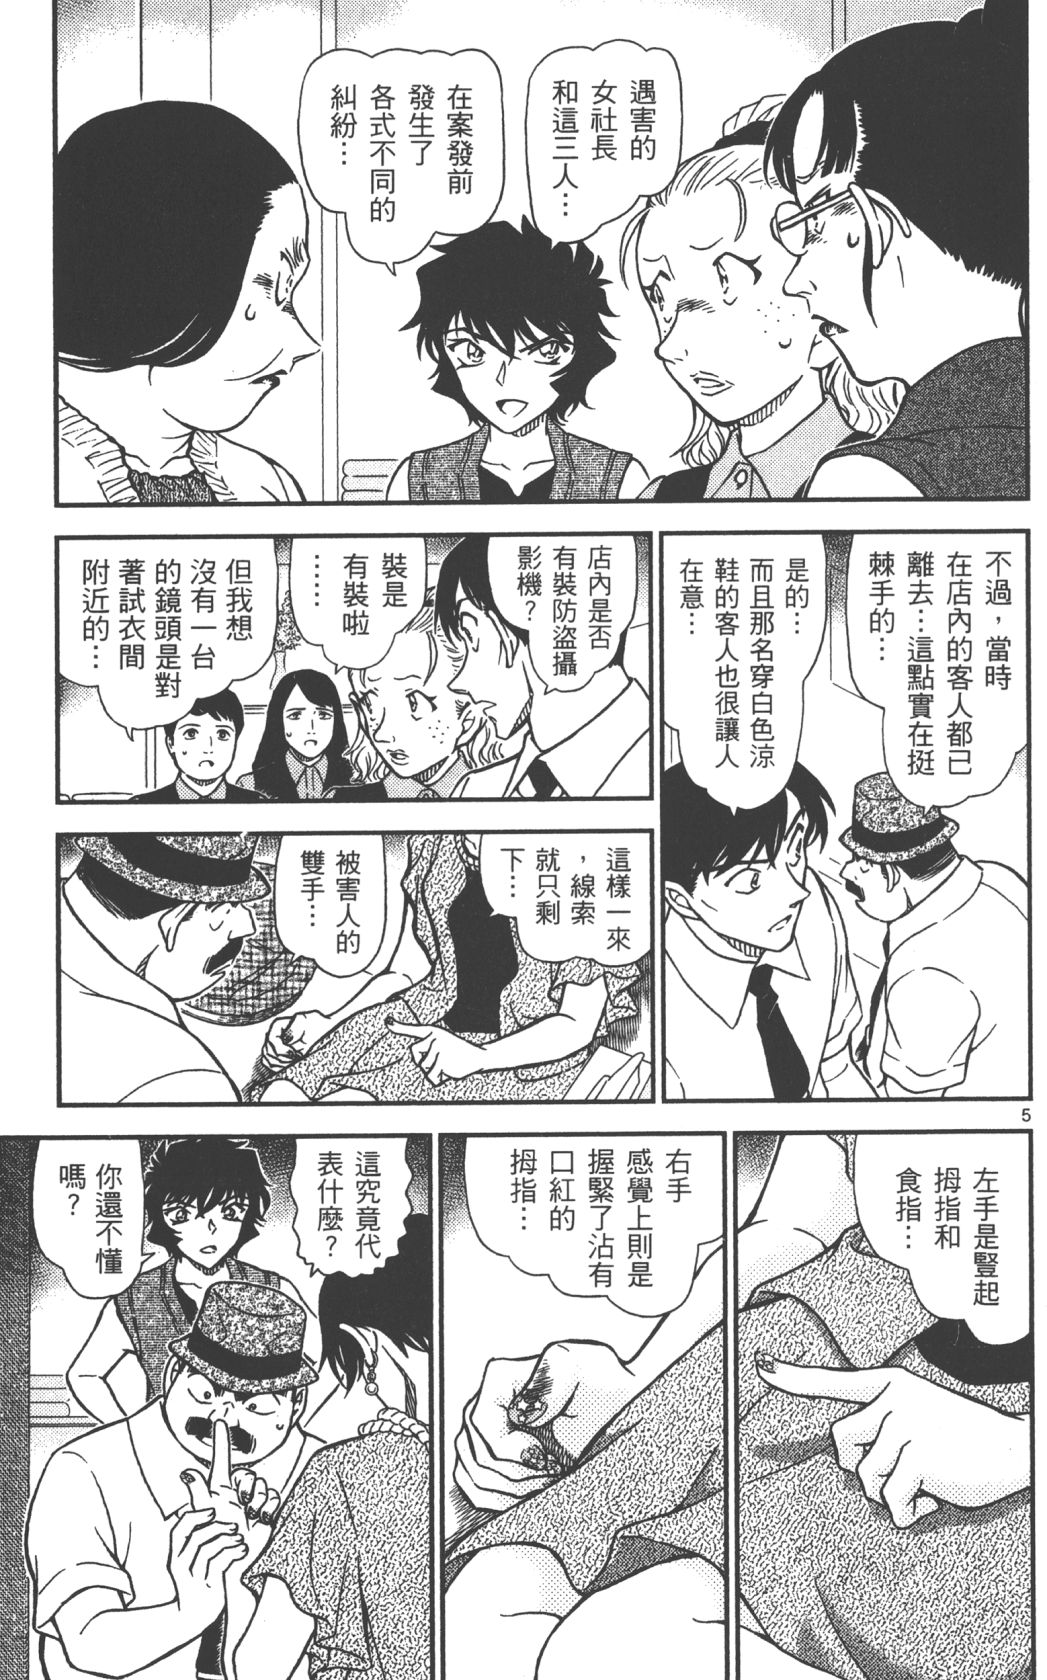 遇害的
女社長
和這三人…
在案發前
發生了
各式不同的
糾紛…
不過，當時
在店內的客人都已
離去…這點實在挺
棘手的…
是的…
而且那名穿白色涼
鞋的客人也很讓人
在意…
店內是否
有裝防盜攝
影機？
裝是
有裝啦
……
但我想
沒有一台
的鏡頭是對
著試衣間
附近的…
這樣一來
，線索
就只剩
下…
被害人的
雙手…
5
左手是豎起
拇指和
食指…
右手
感覺上則是
握緊了沾有
口紅的
拇指…
這究竟代
表什麼？
你還不懂
嗎？